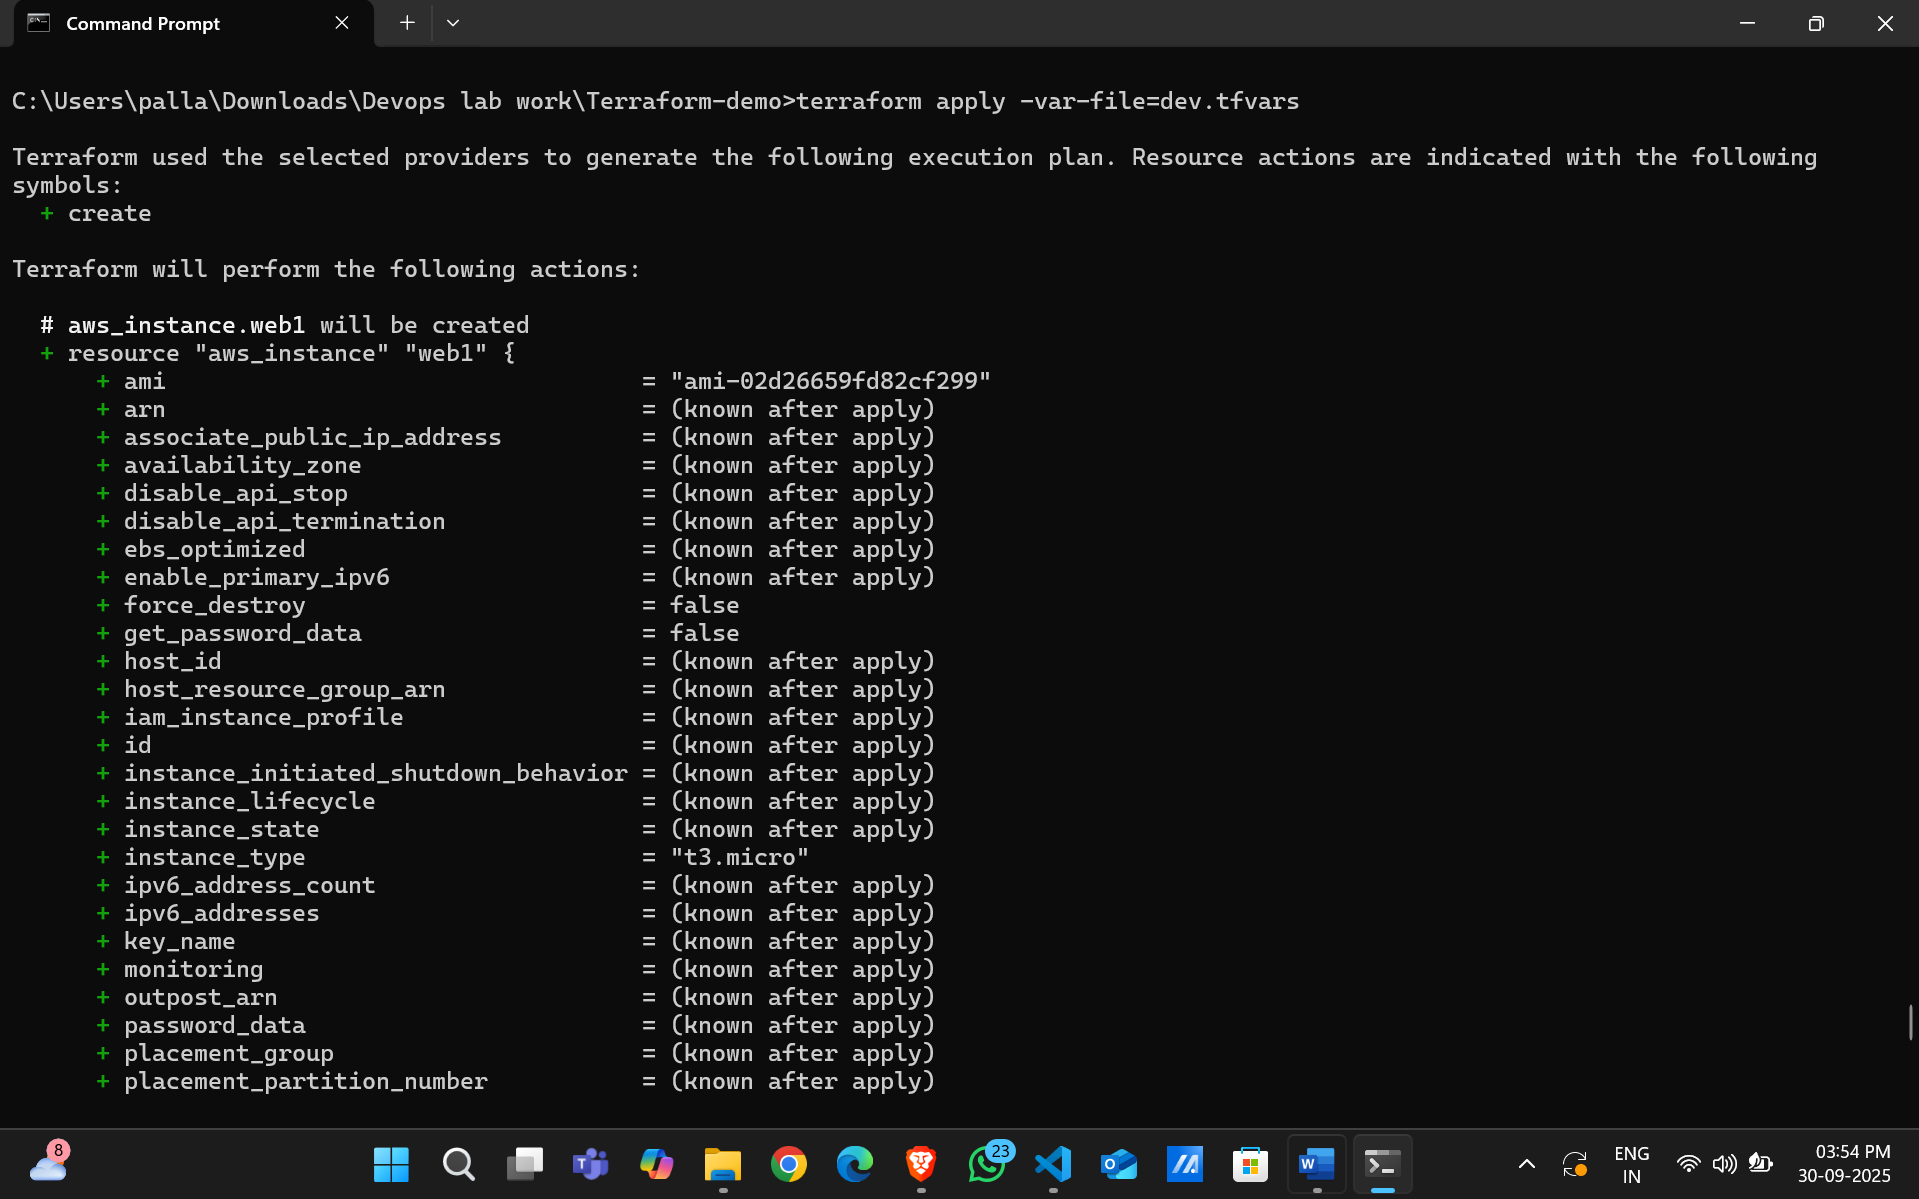 Command Prompt
C:\Users\palla\Downloads\Devops lab work\Terraform-demo>terraform apply -var-file=dev.tfvars
Terraform used the selected providers to generate the following execution plan. Resource actions are indicated with the following
symbols:
  + create
Terraform will perform the following actions:
  # aws_instance.web1 will be created
  + resource "aws_instance" "web1" {
      + ami                                  = "ami-02d26659fd82cf299"
      + arn                                  = (known after apply)
      + associate_public_ip_address          = (known after apply)
      + availability_zone                    = (known after apply)
      + disable_api_stop                     = (known after apply)
      + disable_api_termination              = (known after apply)
      + ebs_optimized                        = (known after apply)
      + enable_primary_ipv6                  = (known after apply)
      + force_destroy                        = false
      + get_password_data                    = false
      + host_id                              = (known after apply)
      + host_resource_group_arn              = (known after apply)
      + iam_instance_profile                 = (known after apply)
      + id                                   = (known after apply)
      + instance_initiated_shutdown_behavior = (known after apply)
      + instance_lifecycle                   = (known after apply)
      + instance_state                       = (known after apply)
      + instance_type                        = "t3.micro"
      + ipv6_address_count                   = (known after apply)
      + ipv6_addresses                       = (known after apply)
      + key_name                             = (known after apply)
      + monitoring                           = (known after apply)
      + outpost_arn                          = (known after apply)
      + password_data                        = (known after apply)
      + placement_group                      = (known after apply)
      + placement_partition_number           = (known after apply)
8
23
ENG
IN
03:54 PM
30-09-2025